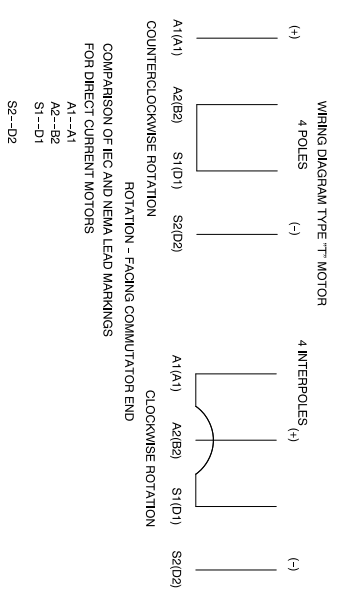 WIRING DIAGRAM TYPE "T" MOTOR
4 POLES
4 INTERPOLES
(+)
(-)
(+)
(-)
A1(A1)
A2(B2)
S1(D1)
S2(D2)
A1(A1)
A2(B2)
S1(D1)
S2(D2)
COUNTERCLOCKWISE ROTATION
CLOCKWISE ROTATION
ROTATION - FACING COMMUTATOR END
COMPARISON OF IEC AND NEMA LEAD MARKINGS
FOR DIRECT CURRENT MOTORS
A1--A1
A2--B2
S1--D1
S2--D2